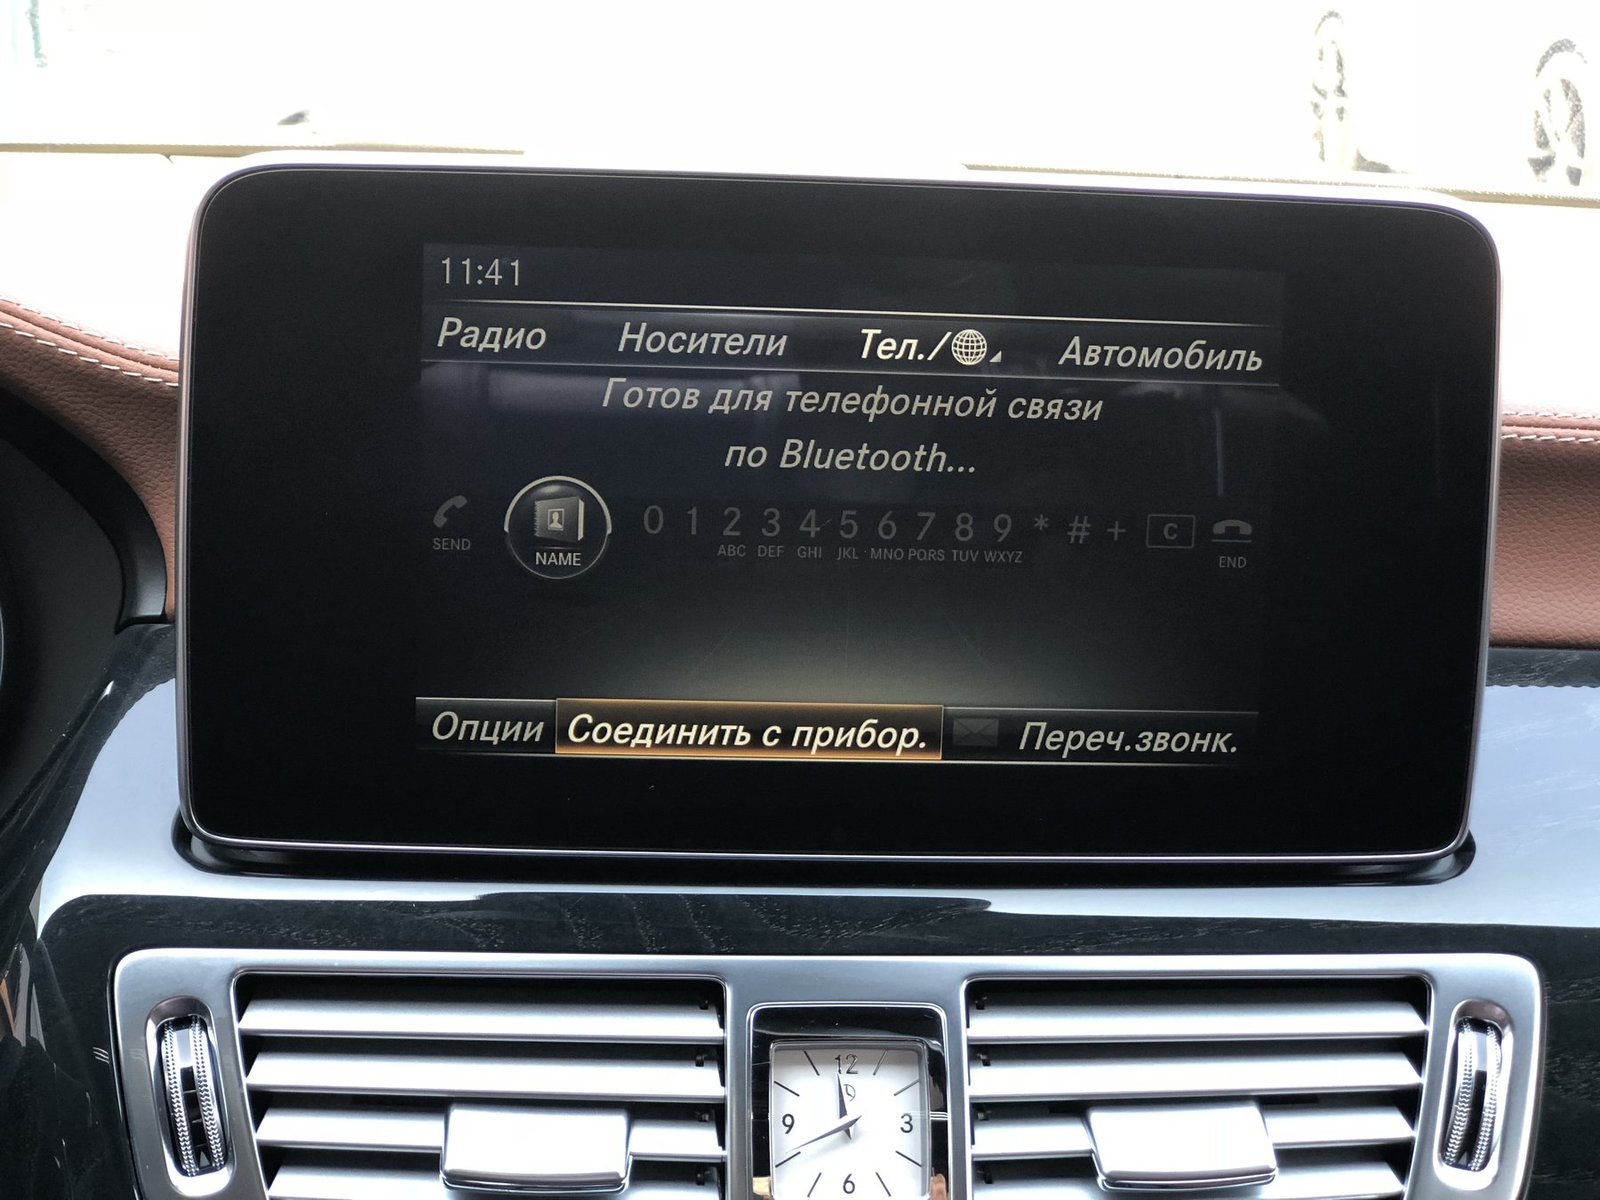 11:41
Радио Носители Тел./ Автомобиль
Готов для телефонной связи
по Bluetooth...
SEND NAME 0 1 2 3 4 5 6 7 8 9 * # + C END
ABC DEF GHI JKL MNO PQRS TUV WXYZ
Опции Соединить с прибор. Переч.звонк.
12
9 3
6